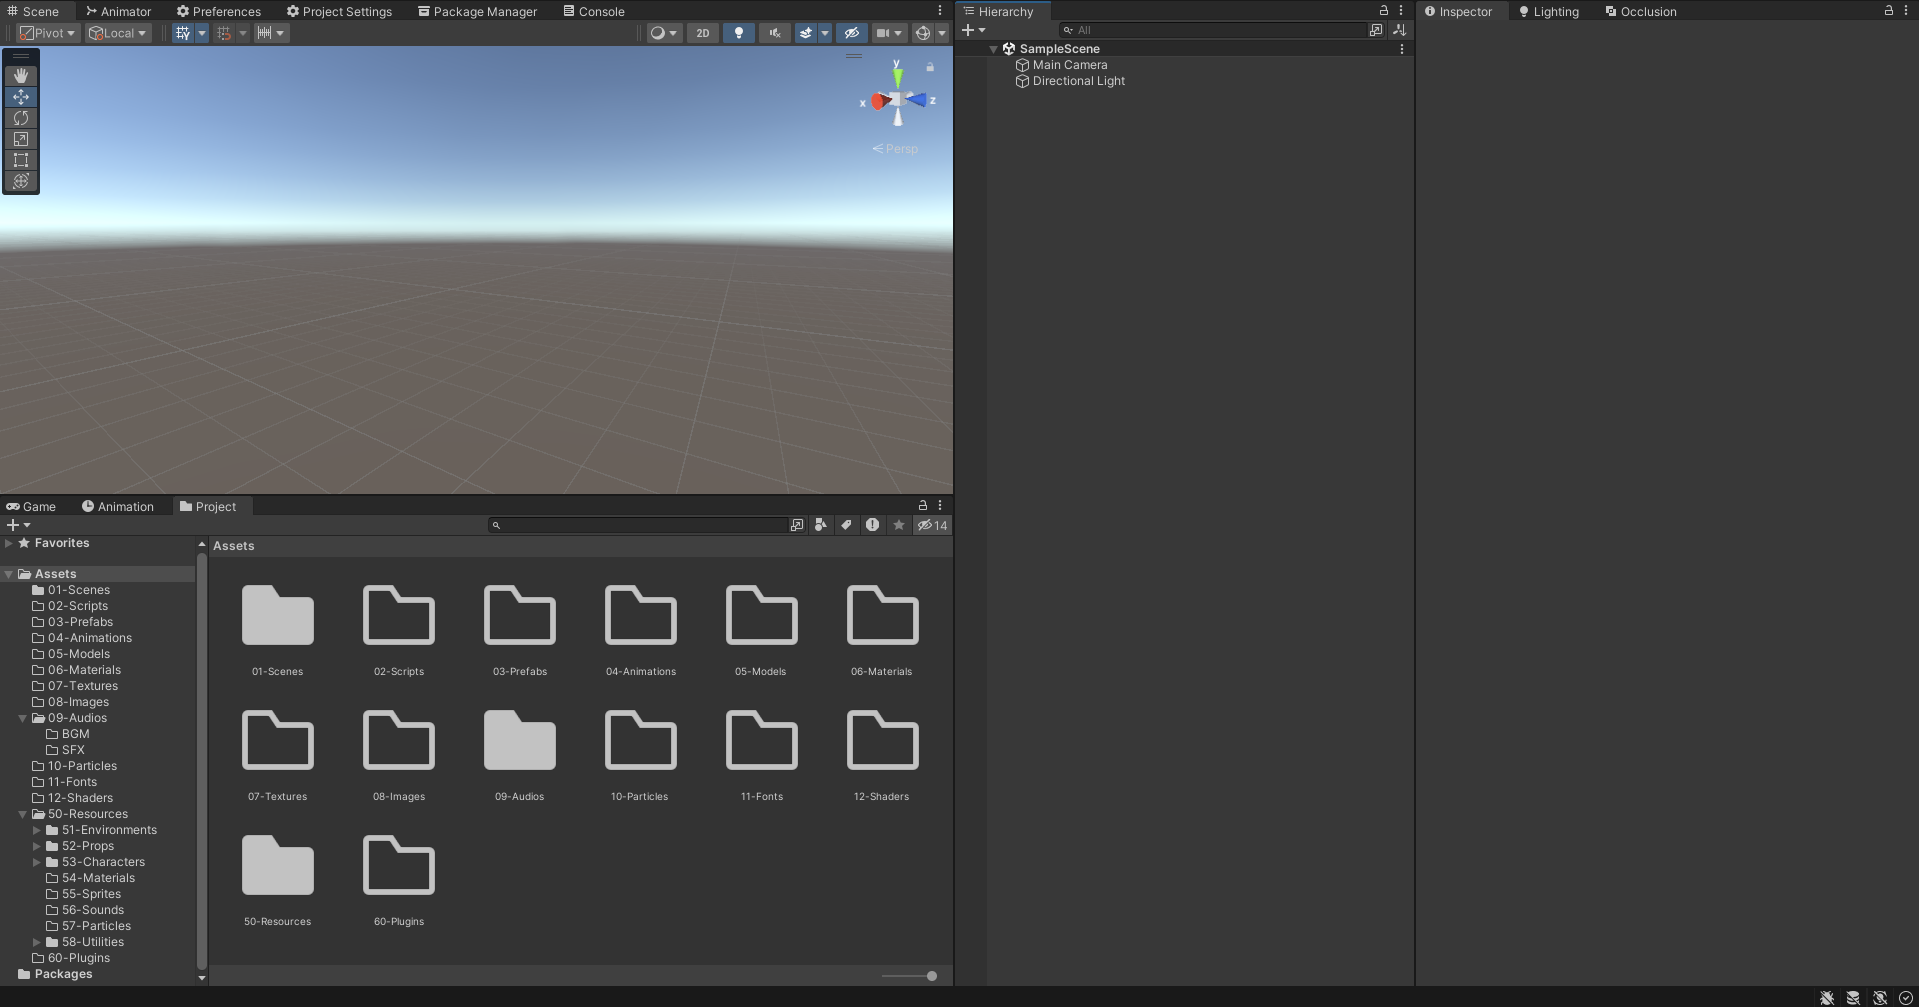 Scene Animator Preferences Project Settings Package Manager Console
Pivot Local 2D
y
x z
Persp
Hierarchy
All
SampleScene
Main Camera
Directional Light
Inspector Lighting Occlusion
Game Animation Project
14
Favorites
Assets
01-Scenes
02-Scripts
03-Prefabs
04-Animations
05-Models
06-Materials
07-Textures
08-Images
09-Audios
BGM
SFX
10-Particles
11-Fonts
12-Shaders
50-Resources
51-Environments
52-Props
53-Characters
54-Materials
55-Sprites
56-Sounds
57-Particles
58-Utilities
60-Plugins
Packages
Assets
01-Scenes 02-Scripts 03-Prefabs 04-Animations 05-Models 06-Materials
07-Textures 08-Images 09-Audios 10-Particles 11-Fonts 12-Shaders
50-Resources 60-Plugins